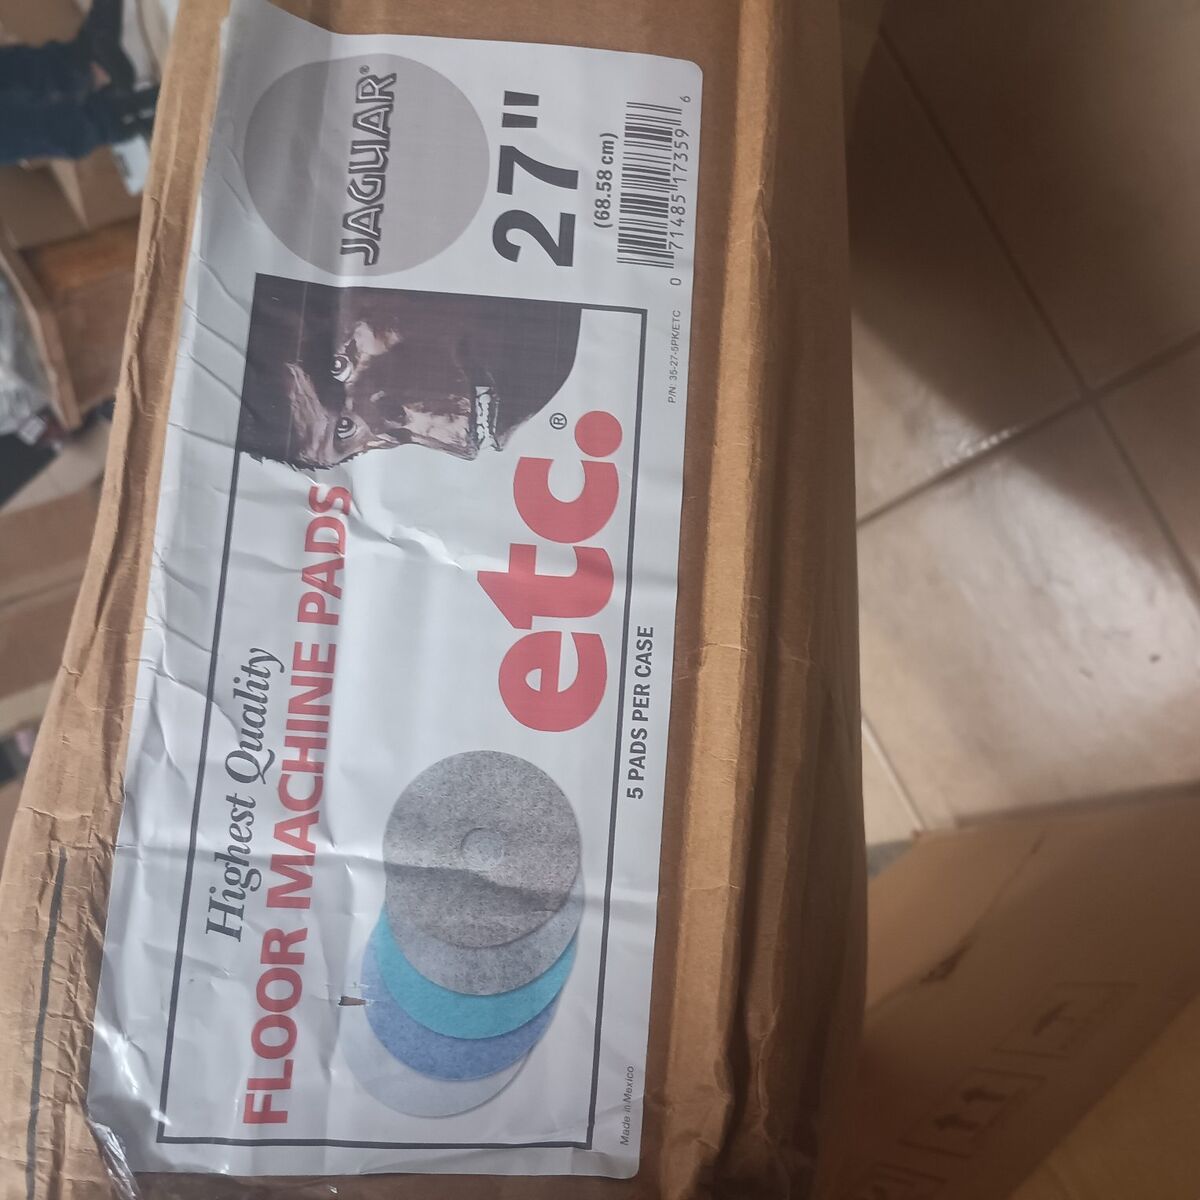 Highest Quality
FLOOR MACHINE PADS
etc.®
JAGUAR®
27"
(68.58 cm)
0 71485 17359 6
Made in Mexico
5 PADS PER CASE
P/N: 35-27-5PK/ETC